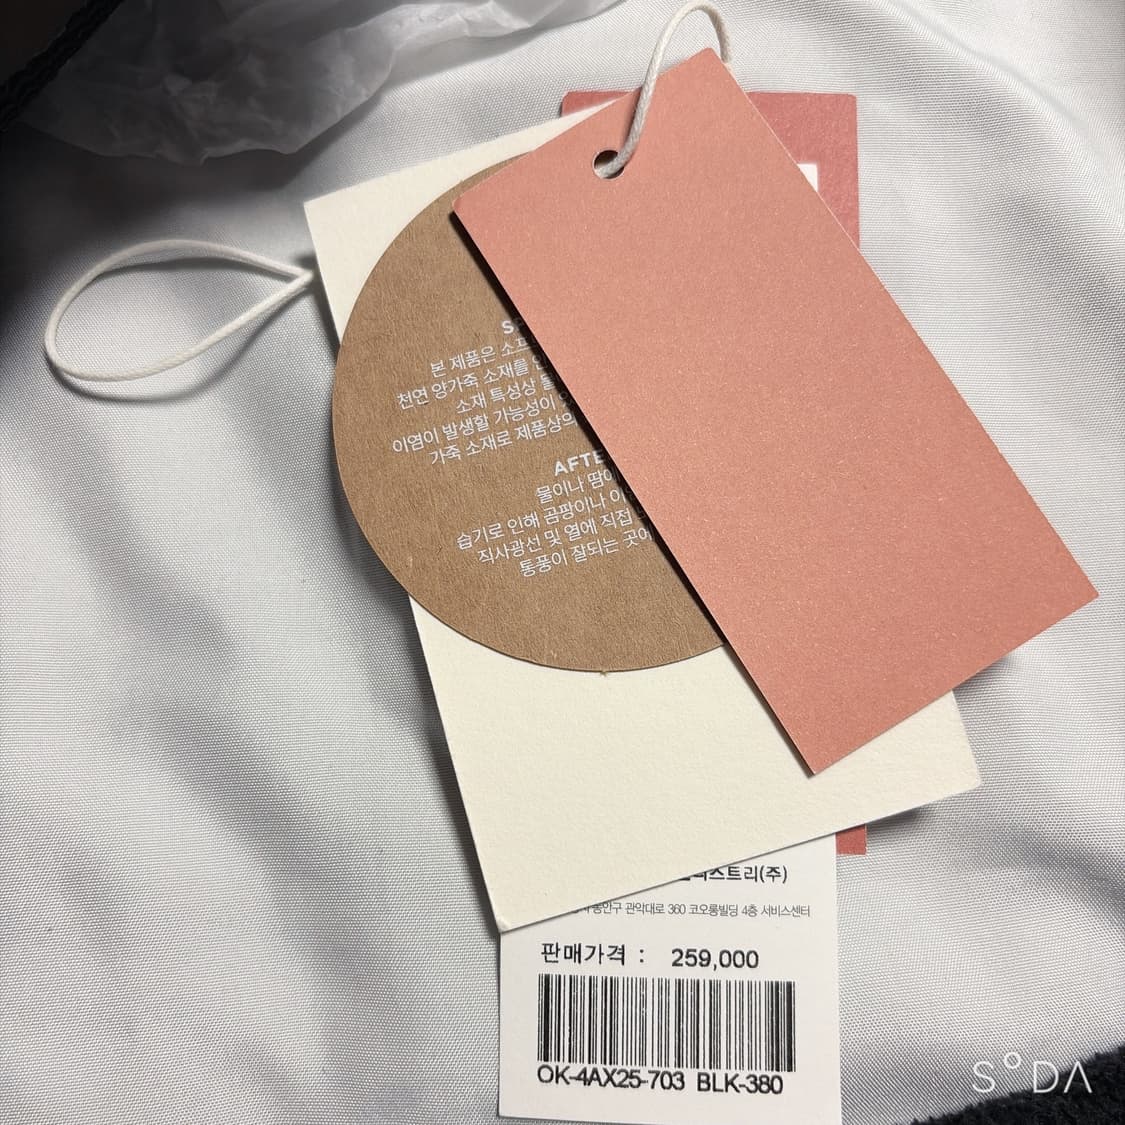 본 제품은
천연 양가죽 소재를
소재 특성상
이염이 발생할 가능성이
가죽 소재로 제품상의
물이나 땀이
습기로 인해 곰팡이나
직사광선 및 열에 직접
통풍이 잘되는 곳에
스트리(주)
동안구 관악대로 360 코오롱빌딩 4층 서비스센터
판매가격 : 259,000
OK-4AX25-703 BLK-380
SODA